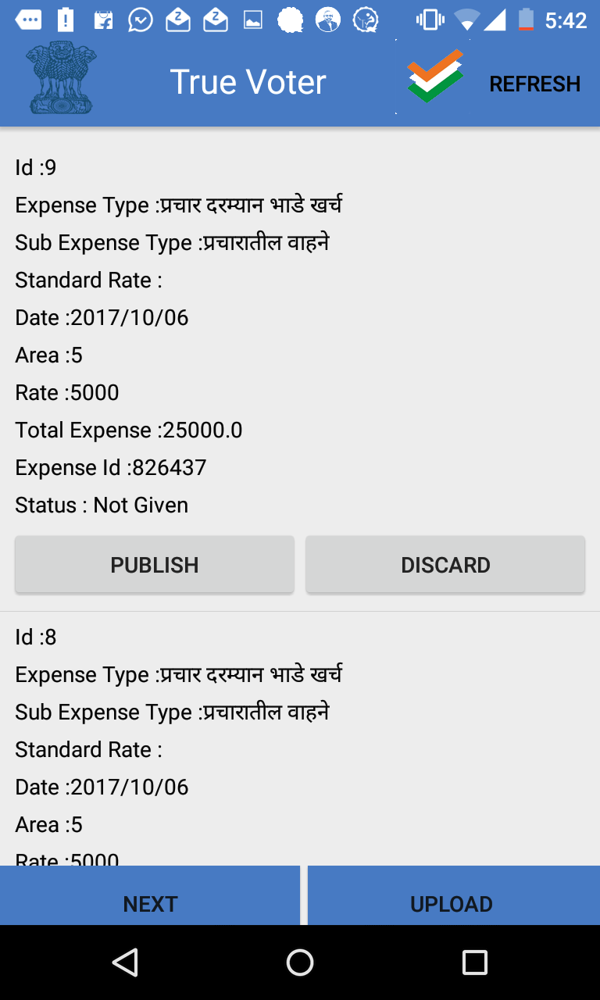 5:42
True Voter
REFRESH
Id :9
Expense Type :प्रचार दरम्यान भाडे खर्च
Sub Expense Type :प्रचारातील वाहने
Standard Rate :
Date :2017/10/06
Area :5
Rate :5000
Total Expense :25000.0
Expense Id :826437
Status : Not Given
PUBLISH DISCARD
Id :8
Expense Type :प्रचार दरम्यान भाडे खर्च
Sub Expense Type :प्रचारातील वाहने
Standard Rate :
Date :2017/10/06
Area :5
Rate :5000
NEXT UPLOAD